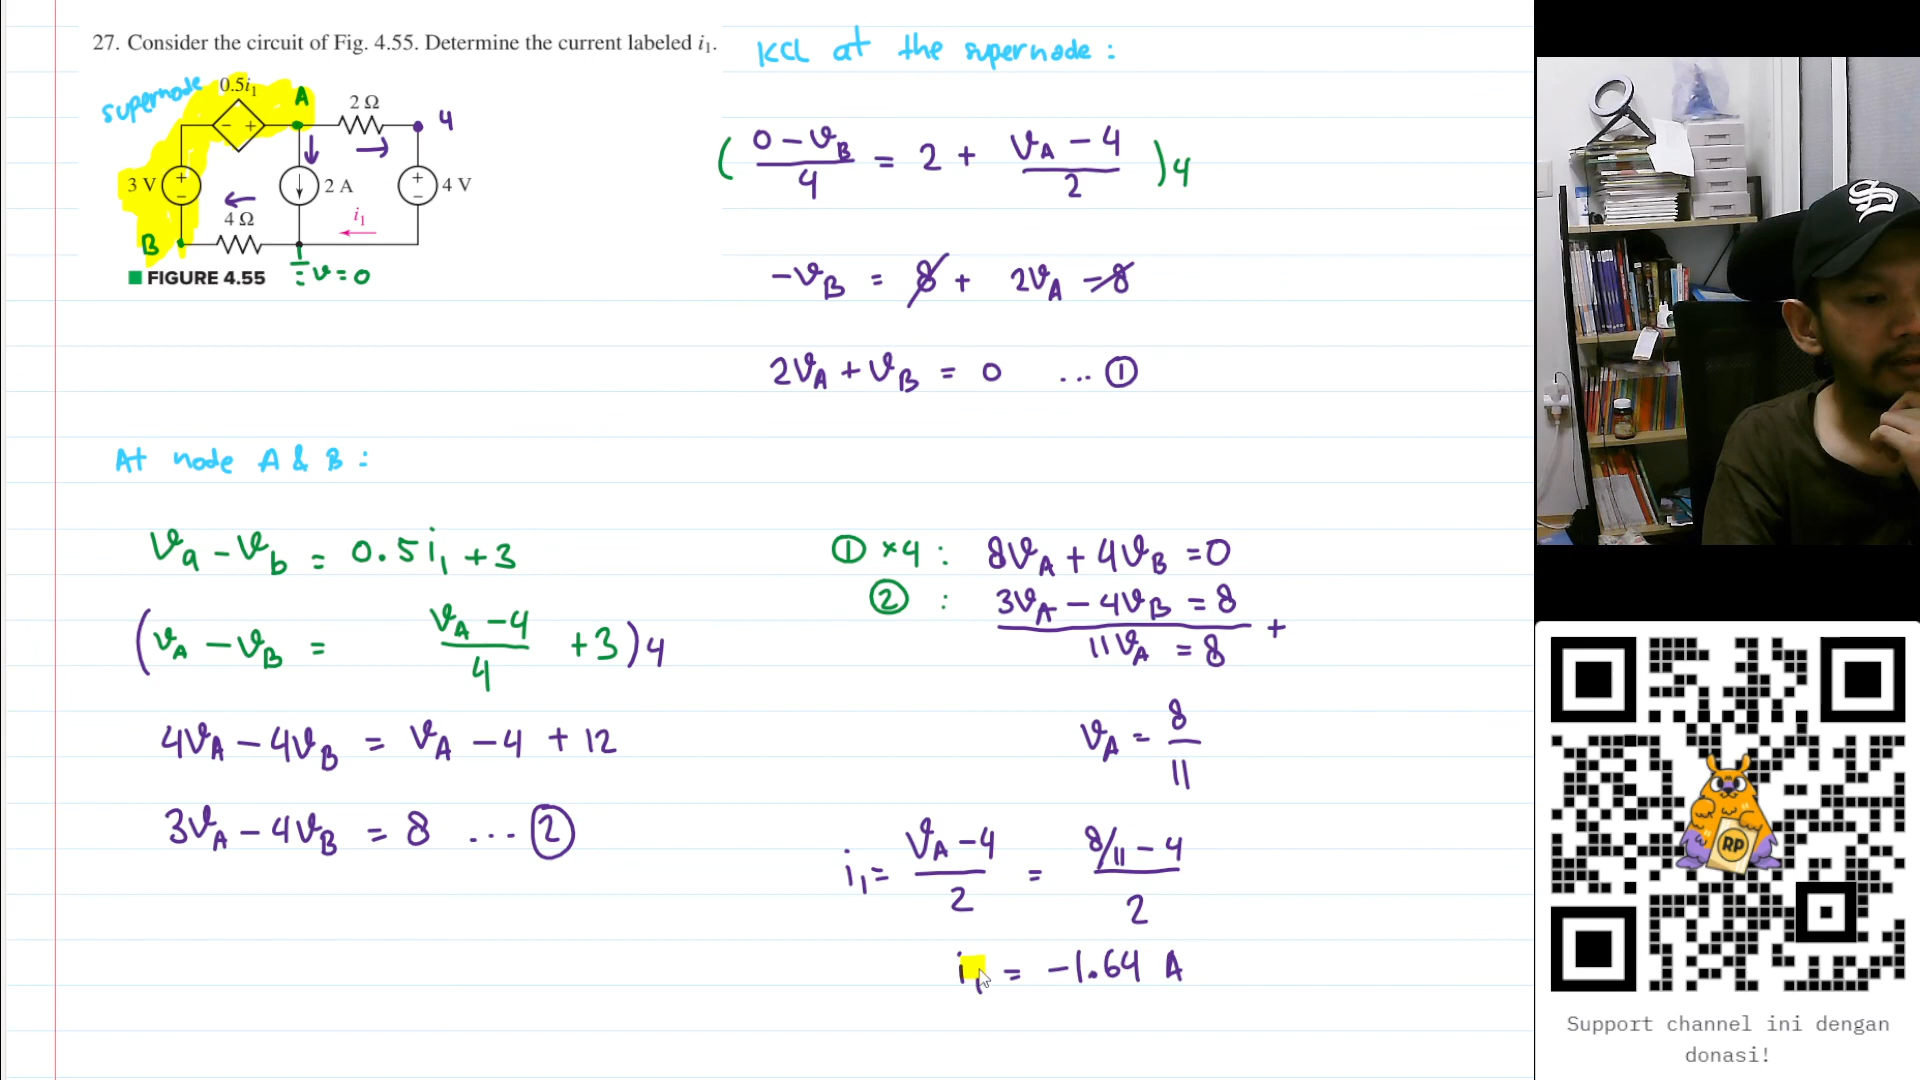 27. Consider the circuit of Fig. 4.55. Determine the current labeled i₁.
supernode
0.5i₁
A
2 Ω
4
− +
3 V
+
−
2 A
+
−
4 V
4 Ω
i₁
B
v = 0
FIGURE 4.55
KCL at the supernode :
( (0 − v_B)/4 = 2 + (v_A − 4)/2 ) 4
−v_B = 8 + 2v_A − 8
2v_A + v_B = 0 ... ①
At node A & B :
v_a − v_b = 0.5 i₁ + 3
( v_A − v_B = (v_A − 4)/4 + 3 ) 4
4v_A − 4v_B = v_A − 4 + 12
3v_A − 4v_B = 8 ... ②
① ×4 : 8v_A + 4v_B = 0
② : 3v_A − 4v_B = 8
+
11v_A = 8
v_A = 8/11
i₁ = (v_A − 4)/2 = (8/11 − 4)/2
i₁ = −1.64 A
RP
Support channel ini dengan
donasi!